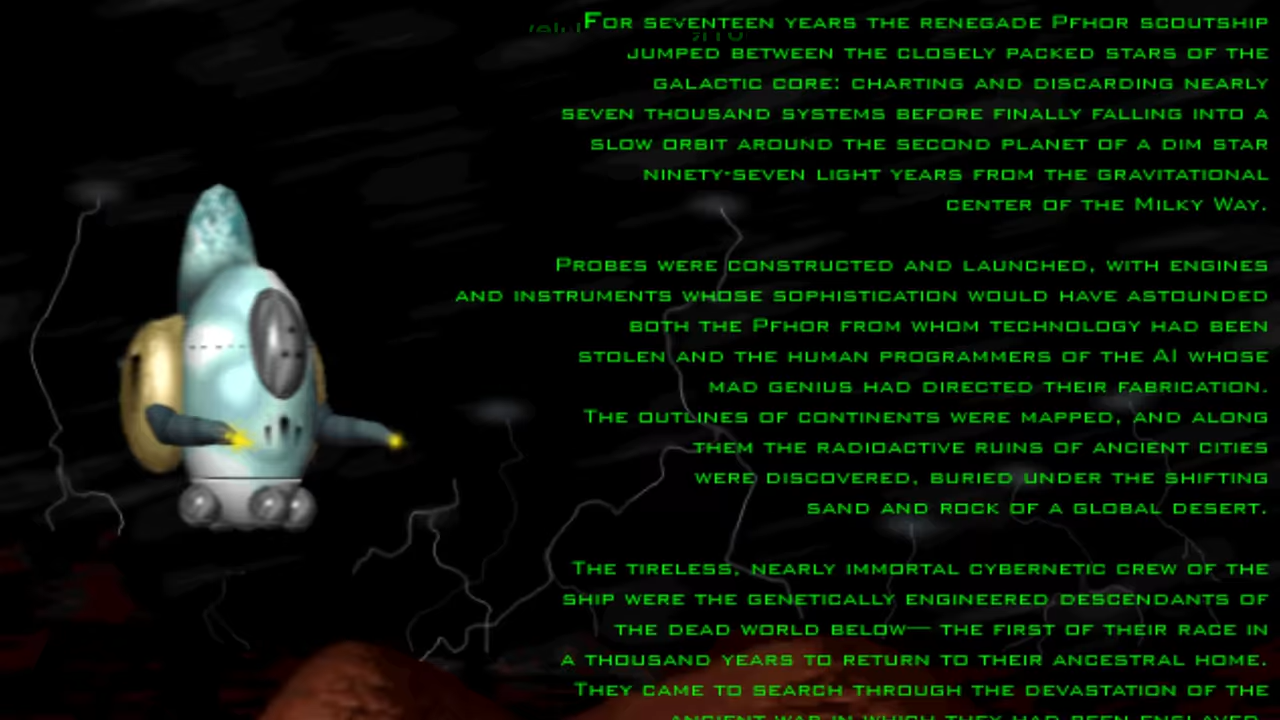 For seventeen years the renegade Pfhor scoutship
jumped between the closely packed stars of the
galactic core: charting and discarding nearly
seven thousand systems before finally falling into a
slow orbit around the second planet of a dim star
ninety-seven light years from the gravitational
center of the Milky Way.
Probes were constructed and launched, with engines
and instruments whose sophistication would have astounded
both the Pfhor from whom technology had been
stolen and the human programmers of the AI whose
mad genius had directed their fabrication.
The outlines of continents were mapped, and along
them the radioactive ruins of ancient cities
were discovered, buried under the shifting
sand and rock of a global desert.
The tireless, nearly immortal cybernetic crew of the
ship were the genetically engineered descendants of
the dead world below— the first of their race in
a thousand years to return to their ancestral home.
They came to search through the devastation of the
ancient war in which they had been enslaved,